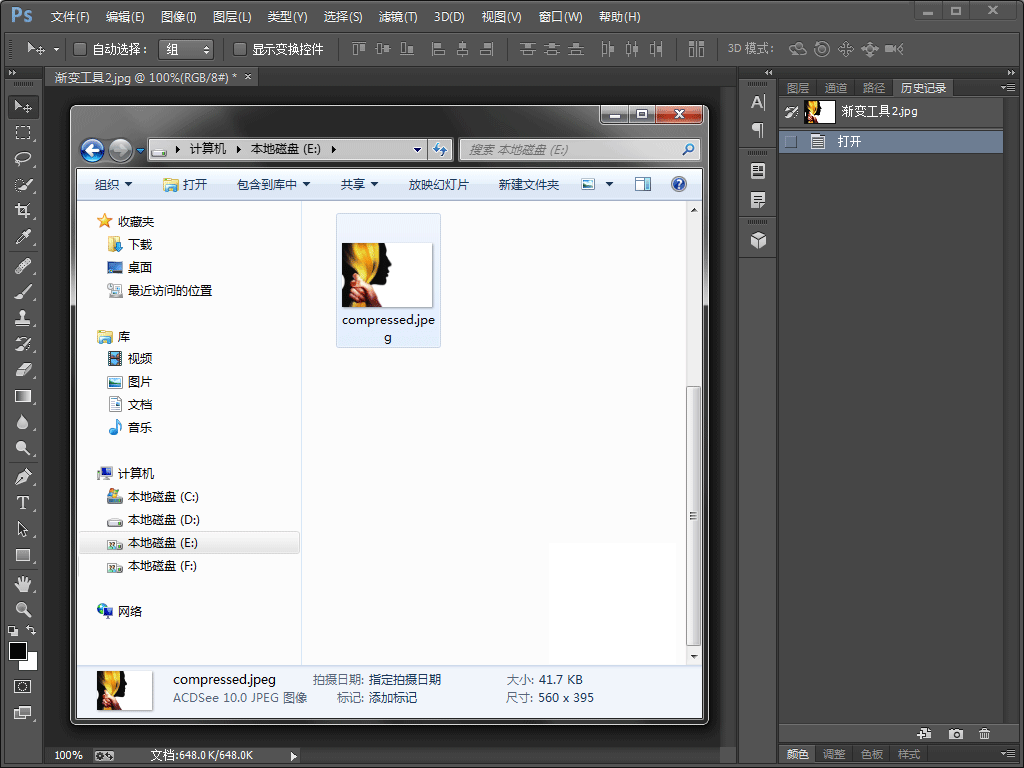 Ps 文件(F) 编辑(E) 图像(I) 图层(L) 类型(Y) 选择(S) 滤镜(T) 3D(D) 视图(V) 窗口(W) 帮助(H)
自动选择： 组 显示变换控件 3D 模式：
渐变工具2.jpg @ 100%(RGB/8#) * ×
计算机 本地磁盘 (E:) 搜索 本地磁盘 (E:)
组织 打开 包含到库中 共享 放映幻灯片 新建文件夹
收藏夹
下载
桌面
最近访问的位置
库
视频
图片
文档
音乐
计算机
本地磁盘 (C:)
本地磁盘 (D:)
本地磁盘 (E:)
本地磁盘 (F:)
网络
compressed.jpe
g
compressed.jpeg 拍摄日期: 指定拍摄日期 大小: 41.7 KB
ACDSee 10.0 JPEG 图像 标记: 添加标记 尺寸: 560 x 395
图层 通道 路径 历史记录
渐变工具2.jpg
打开
颜色 调整 色板 样式
100% 文档:648.0K/648.0K